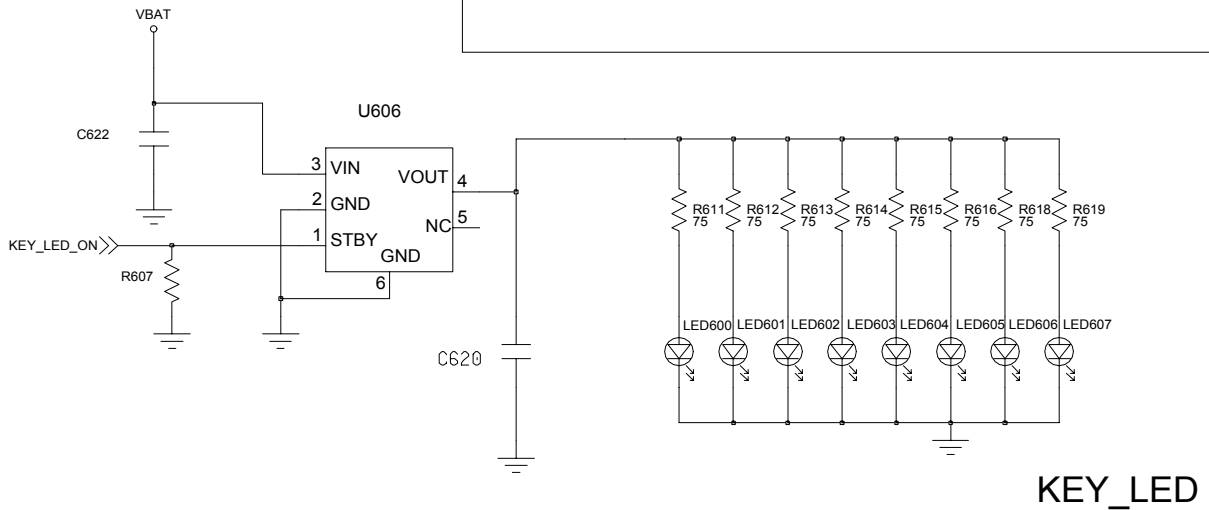 VBAT
C622
U606
3 VIN
VOUT 4
2 GND
NC 5
1 STBY
GND
6
KEY_LED_ON
R607
C620
R611
75
R612
75
R613
75
R614
75
R615
75
R616
75
R618
75
R619
75
LED600
LED601
LED602
LED603
LED604
LED605
LED606
LED607
KEY_LED